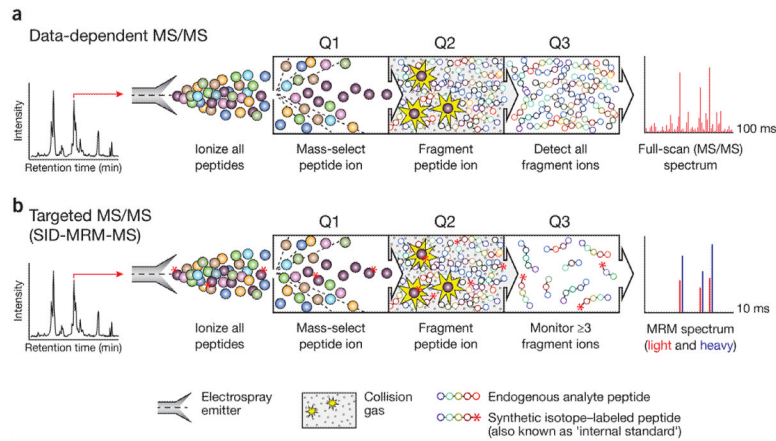 a
Data-dependent MS/MS
Q1
Q2
Q3
Intensity
Retention time (min)
Ionize all
peptides
Mass-select
peptide ion
Fragment
peptide ion
Detect all
fragment ions
100 ms
Full-scan (MS/MS)
spectrum
b
Targeted MS/MS
(SID-MRM-MS)
Q1
Q2
Q3
Intensity
Retention time (min)
Ionize all
peptides
Mass-select
peptide ion
Fragment
peptide ion
Monitor ≥3
fragment ions
10 ms
MRM spectrum
(light and heavy)
Electrospray
emitter
Collision
gas
Endogenous analyte peptide
Synthetic isotope–labeled peptide
(also known as 'internal standard')